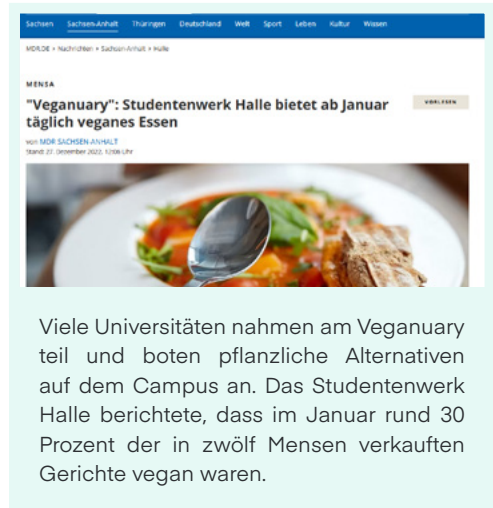 Sachsen Sachsen-Anhalt Thüringen Deutschland Welt Sport Leben Kultur Wissen
MDR.DE > Nachrichten > Sachsen-Anhalt > Halle
MENSA
"Veganuary": Studentenwerk Halle bietet ab Januar
täglich veganes Essen
VORLESEN
von MDR SACHSEN-ANHALT
Stand: 27. Dezember 2022, 12:06 Uhr
Viele Universitäten nahmen am Veganuary
teil und boten pflanzliche Alternativen
auf dem Campus an. Das Studentenwerk
Halle berichtete, dass im Januar rund 30
Prozent der in zwölf Mensen verkauften
Gerichte vegan waren.